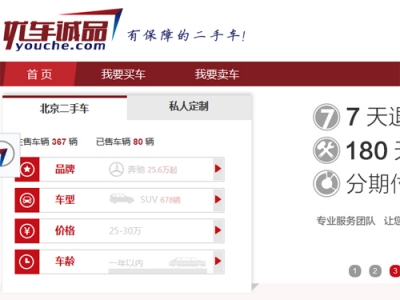 优车诚品
youche.com
有保障的二手车!
首 页
我要买车
我要卖车
北京二手车
私人定制
售车辆 367 辆
已售车辆 80 辆
品牌
奔驰 25.6万起
车型
SUV 678辆
价格
25-30万
车龄
一年以内
7 天
180 天
分期付
专业服务团队
让您
1
2
3